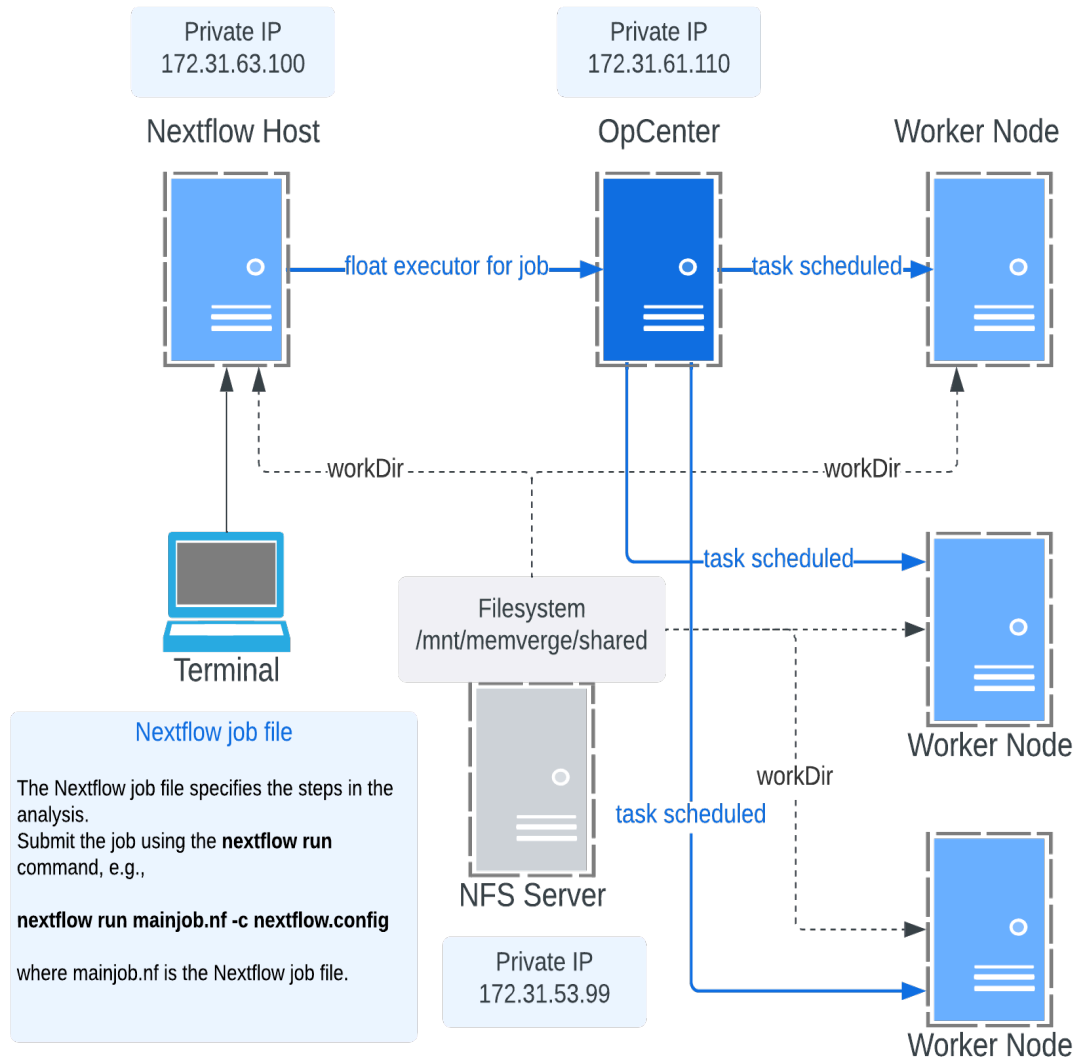 Private IP
172.31.63.100
Private IP
172.31.61.110
Nextflow Host
OpCenter
Worker Node
float executor for job
task scheduled
workDir
workDir
task scheduled
Filesystem
/mnt/memverge/shared
Terminal
Worker Node
Nextflow job file
The Nextflow job file specifies the steps in the
analysis.
Submit the job using the nextflow run
command, e.g.,
nextflow run mainjob.nf -c nextflow.config
where mainjob.nf is the Nextflow job file.
workDir
task scheduled
NFS Server
Private IP
172.31.53.99
Worker Node